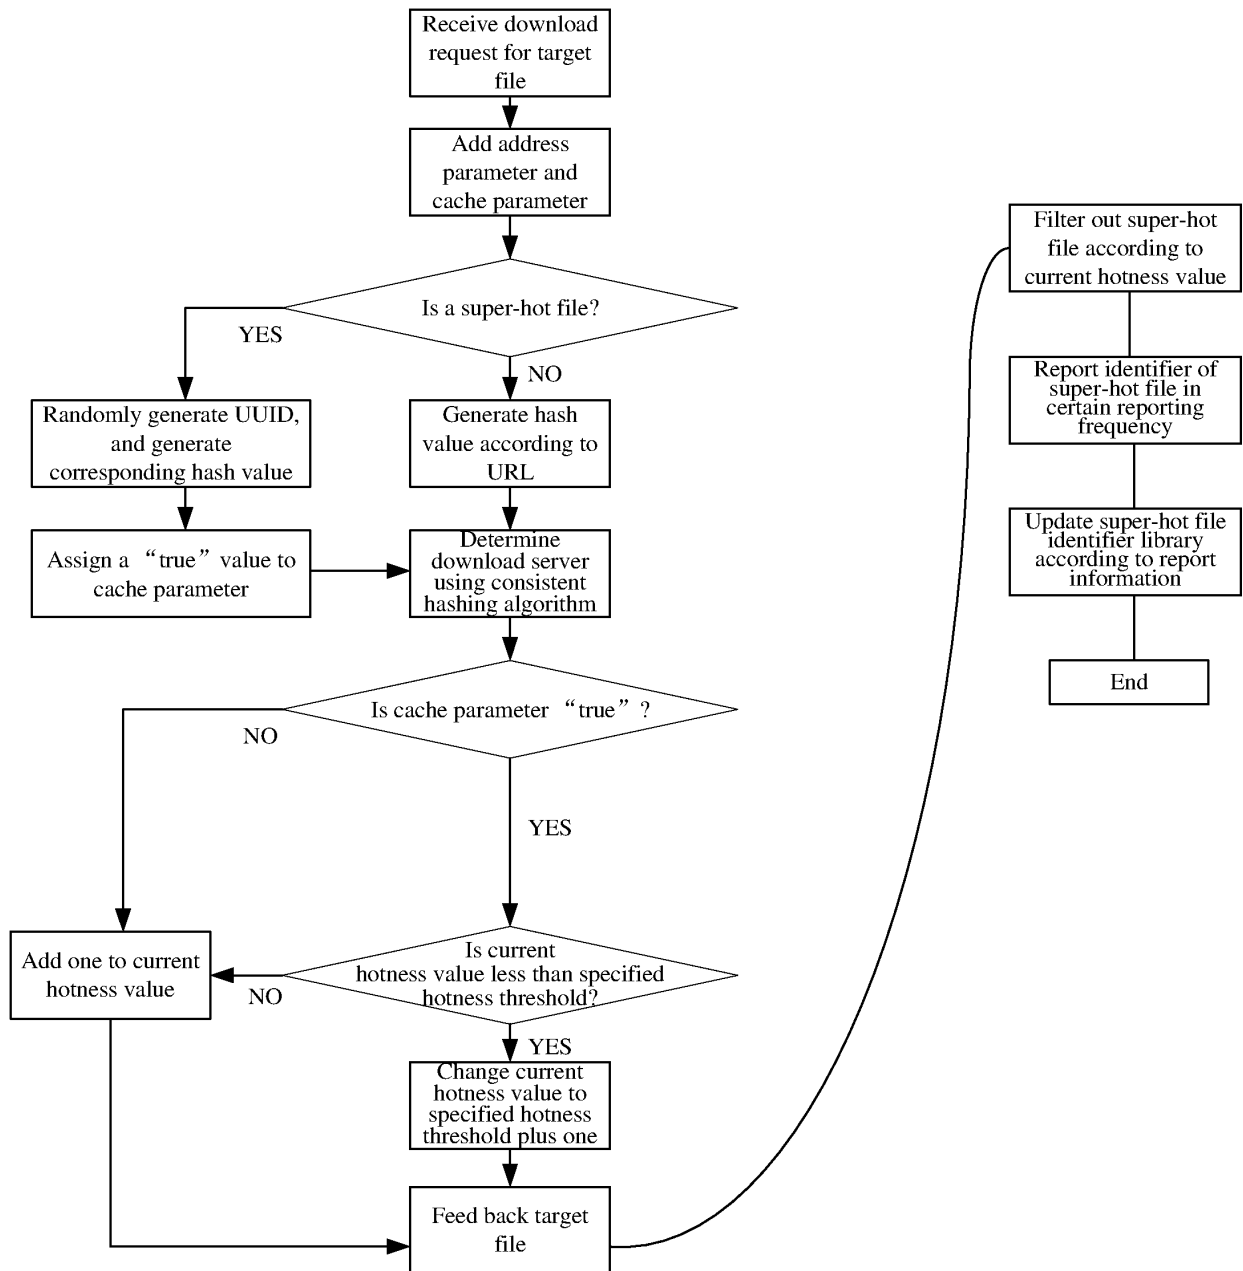 Receive download
request for target
file
Add address
parameter and
cache parameter
Is a super-hot file?
YES
NO
Randomly generate UUID,
and generate
corresponding hash value
Generate hash
value according to
URL
Assign a “true” value to
cache parameter
Determine
download server
using consistent
hashing algorithm
Is cache parameter “true” ?
NO
YES
Add one to current
hotness value
Is current
hotness value less than specified
hotness threshold?
NO
YES
Change current
hotness value to
specified hotness
threshold plus one
Feed back target
file
Filter out super-hot
file according to
current hotness value
Report identifier of
super-hot file in
certain reporting
frequency
Update super-hot file
identifier library
according to report
information
End